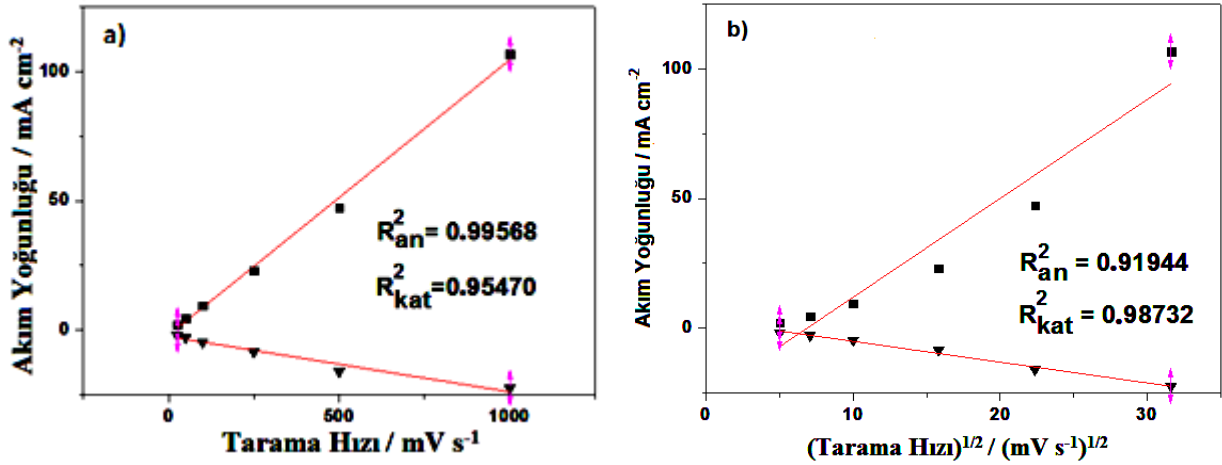 a)
Akım Yoğunluğu / mA cm-2
100
50
0
R2an= 0.99568
R2kat=0.95470
0 500 1000
Tarama Hızı / mV s-1
b)
Akım Yoğunluğu / mA cm-2
100
50
0
R2an = 0.91944
R2kat = 0.98732
0 10 20 30
(Tarama Hızı)1/2 / (mV s-1)1/2